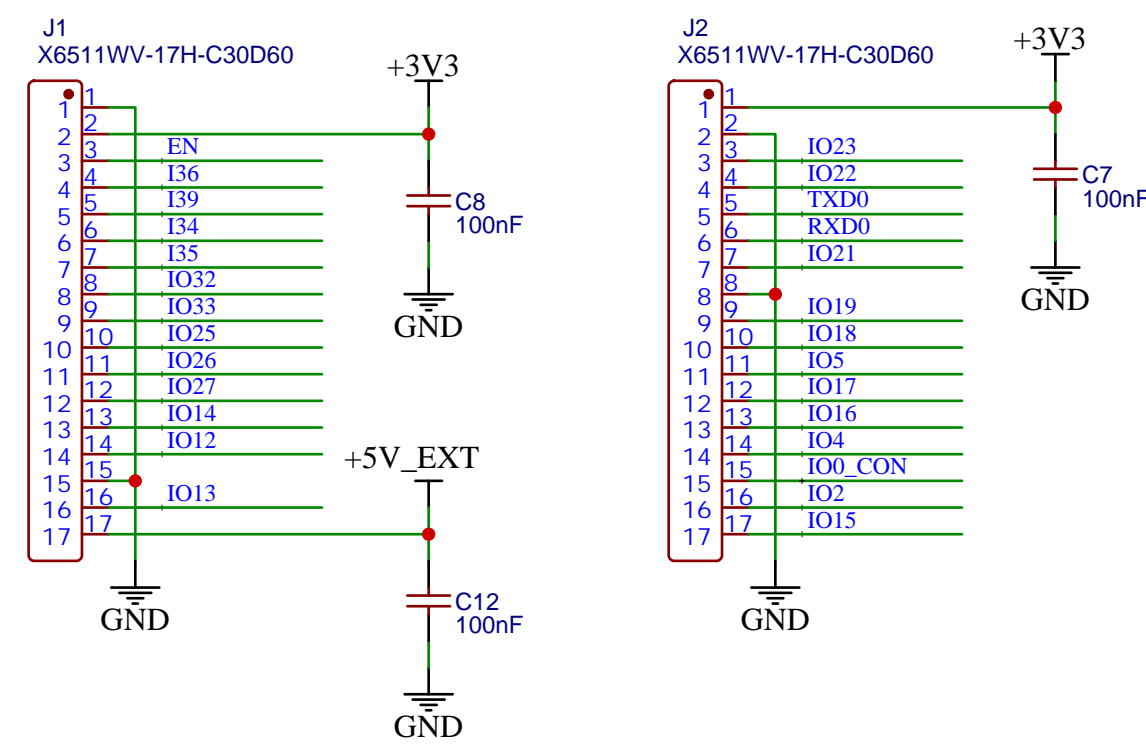 J1
X6511WV-17H-C30D60
+3V3
1 1
2 2
3 3 EN
4 4 I36
5 5 I39
6 6 I34
7 7 I35
8 8 IO32
9 9 IO33
10 10 IO25
11 11 IO26
12 12 IO27
13 13 IO14
14 14 IO12
15 15
16 16 IO13
17 17
GND
C8
100nF
GND
+5V_EXT
C12
100nF
GND
J2
X6511WV-17H-C30D60
+3V3
1 1
2 2
3 3 IO23
4 4 IO22
5 5 TXD0
6 6 RXD0
7 7 IO21
8 8
9 9 IO19
10 10 IO18
11 11 IO5
12 12 IO17
13 13 IO16
14 14 IO4
15 15 IO0_CON
16 16 IO2
17 17 IO15
GND
C7
100nF
GND